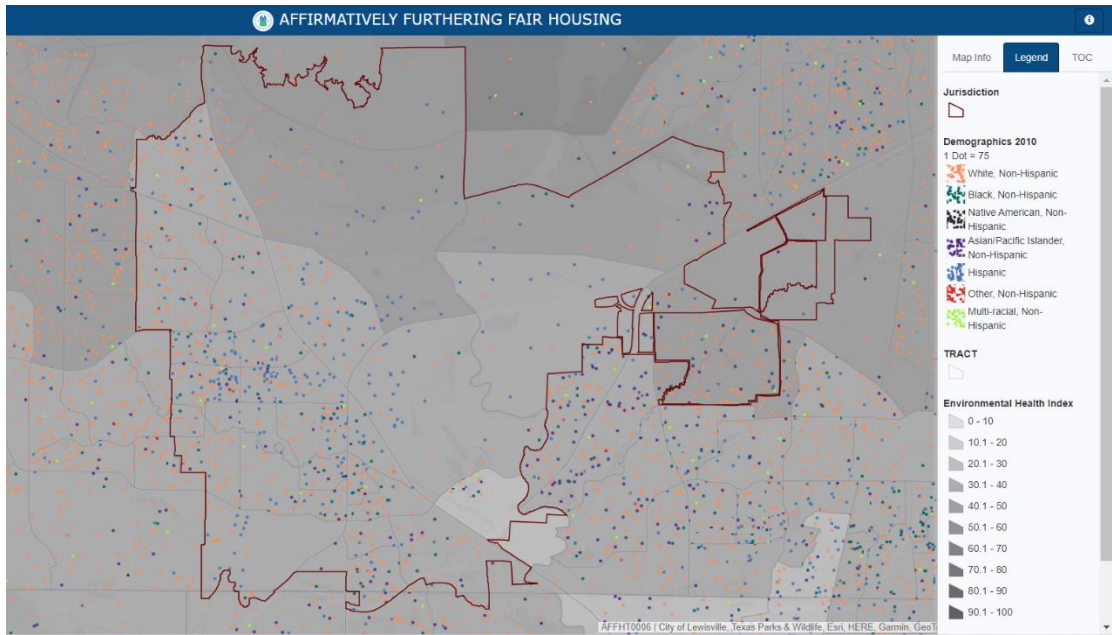 AFFIRMATIVELY FURTHERING FAIR HOUSING
Map Info
Legend
TOC
Jurisdiction
Demographics 2010
1 Dot = 75
White, Non-Hispanic
Black, Non-Hispanic
Native American, Non-
Hispanic
Asian/Pacific Islander,
Non-Hispanic
Hispanic
Other, Non-Hispanic
Multi-racial, Non-
Hispanic
TRACT
Environmental Health Index
0 - 10
10.1 - 20
20.1 - 30
30.1 - 40
40.1 - 50
50.1 - 60
60.1 - 70
70.1 - 80
80.1 - 90
90.1 - 100
AFFHT0006 | City of Lewisville, Texas Parks & Wildlife, Esri, HERE, Garmin, GeoT